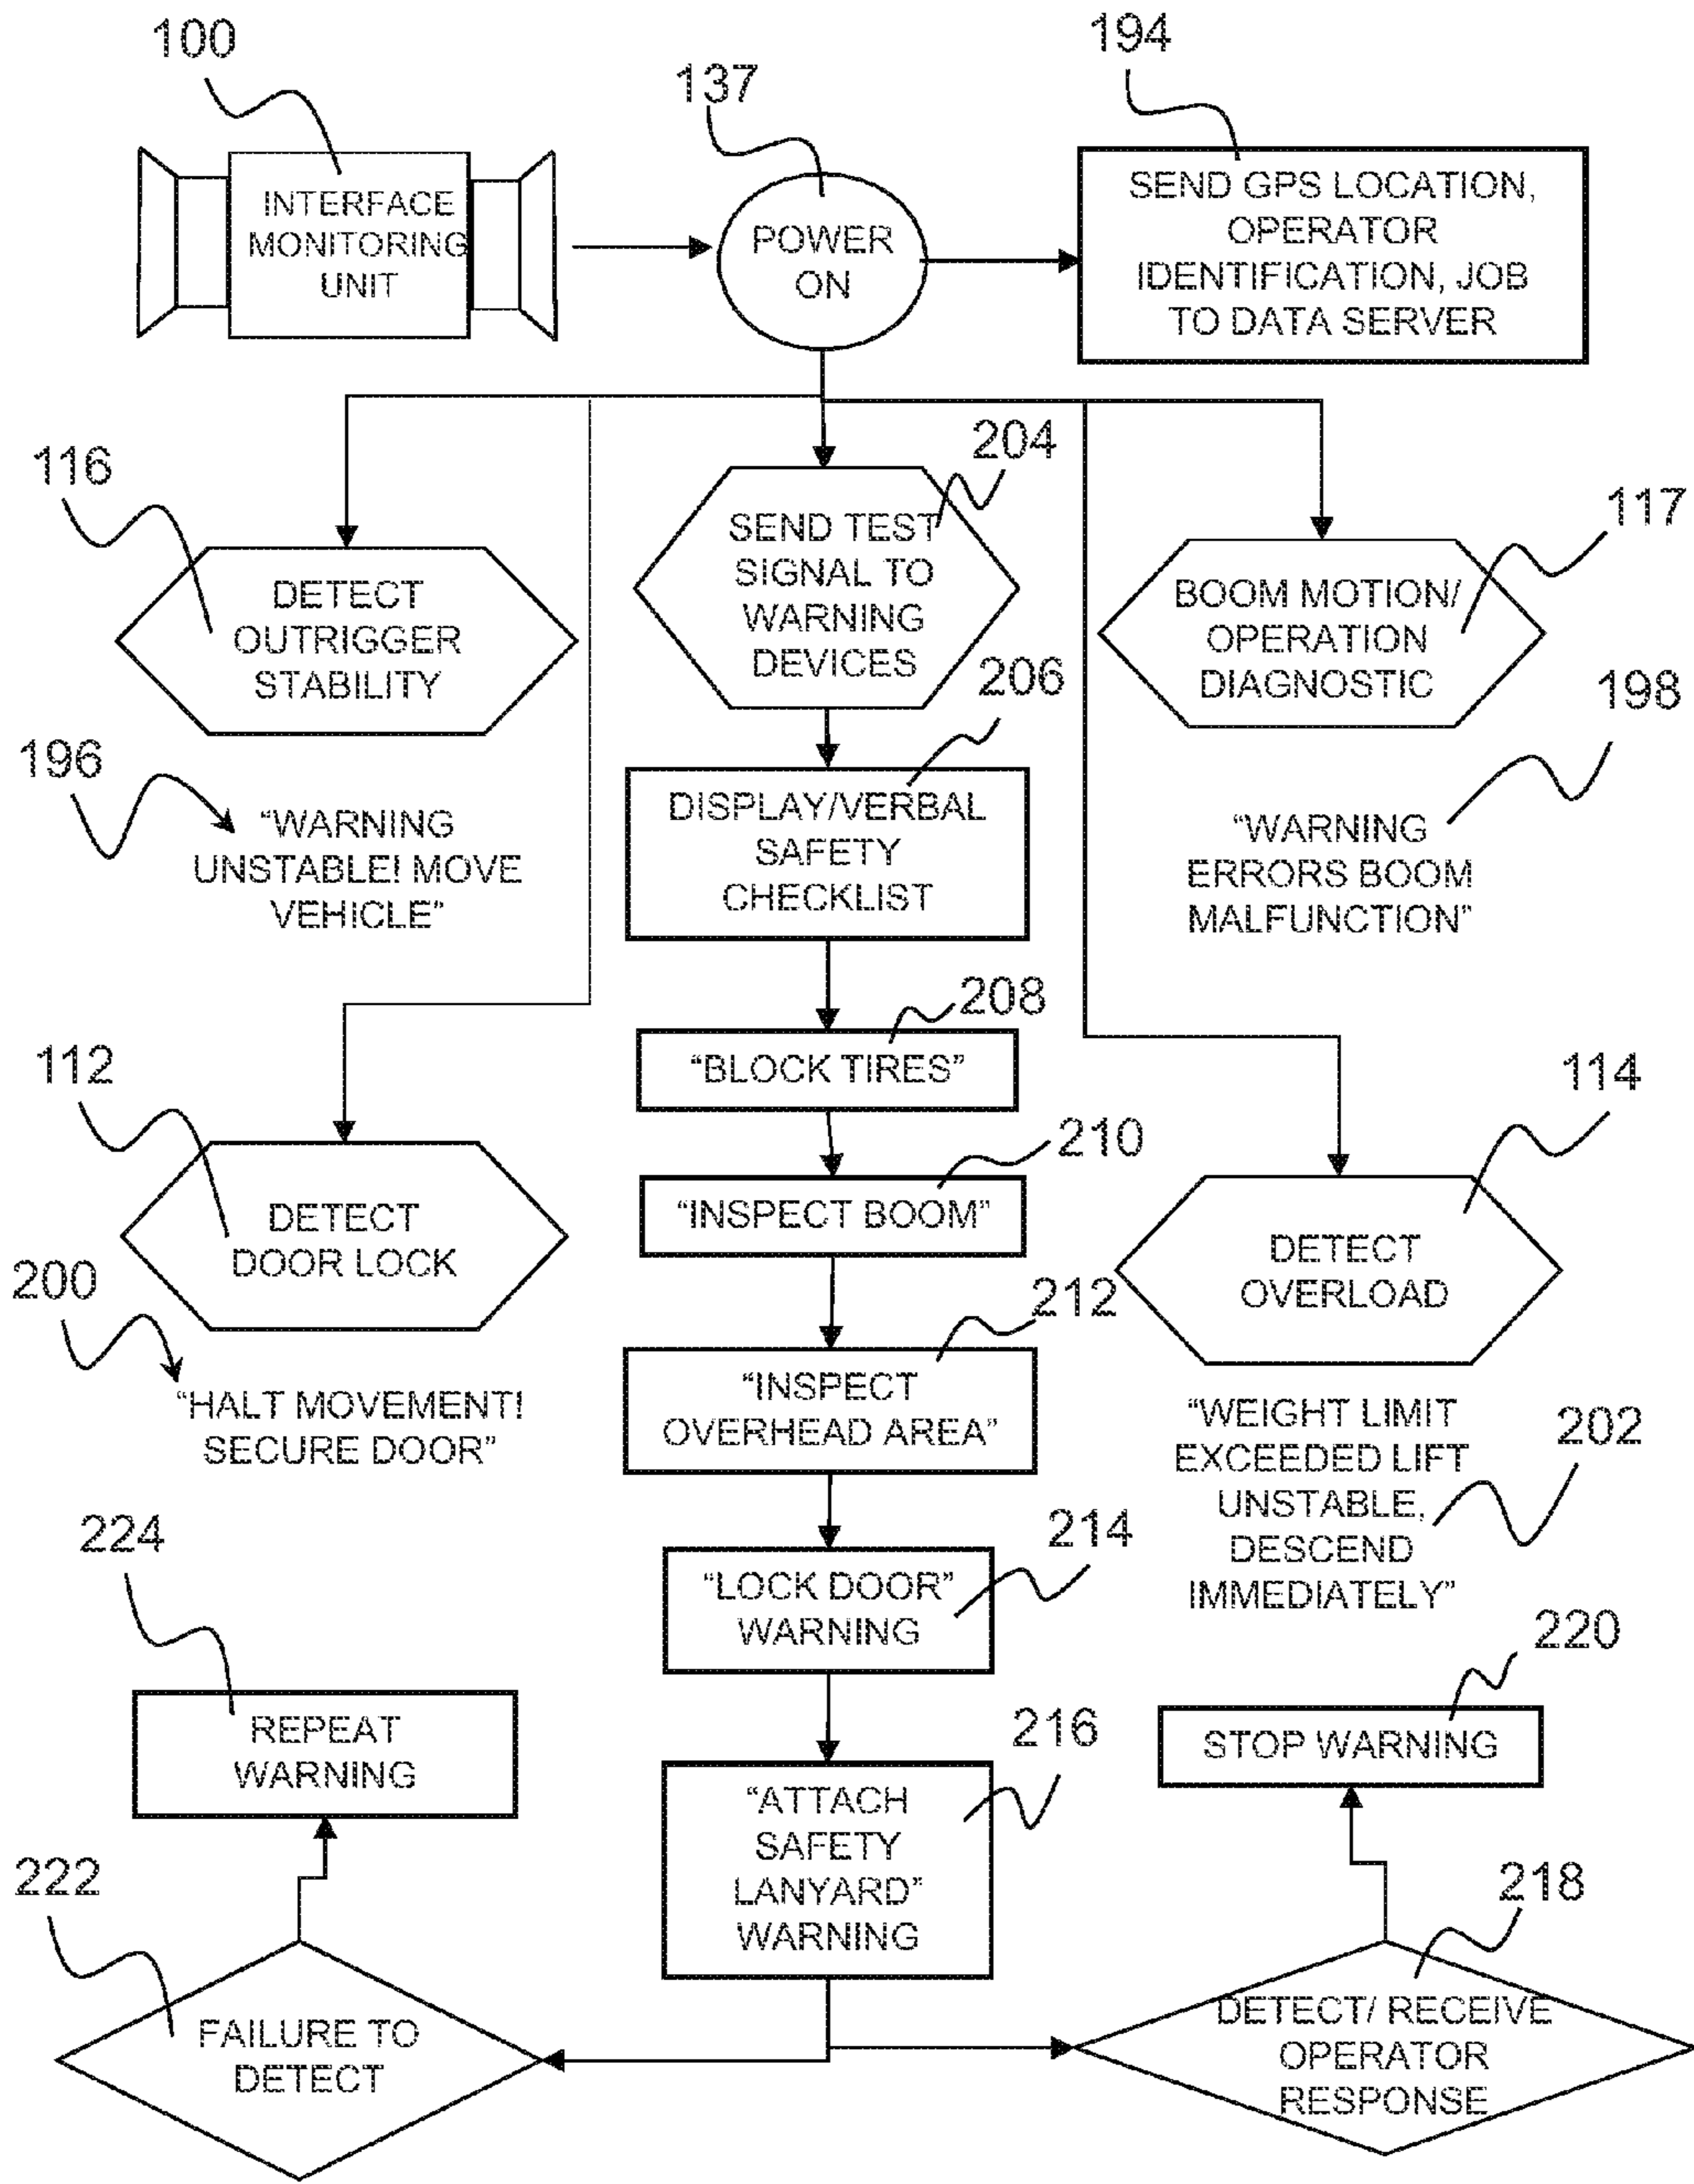 100
137
194
INTERFACE
MONITORING
UNIT
POWER
ON
SEND GPS LOCATION,
OPERATOR
IDENTIFICATION, JOB
TO DATA SERVER
116
204
117
DETECT
OUTRIGGER
STABILITY
SEND TEST
SIGNAL TO
WARNING
DEVICES
BOOM MOTION/
OPERATION
DIAGNOSTIC
196
206
198
“WARNING
UNSTABLE! MOVE
VEHICLE”
DISPLAY/VERBAL
SAFETY
CHECKLIST
“WARNING
ERRORS BOOM
MALFUNCTION”
208
“BLOCK TIRES”
112
114
210
“INSPECT BOOM”
DETECT
DOOR LOCK
DETECT
OVERLOAD
200
212
“HALT MOVEMENT!
SECURE DOOR”
“INSPECT
OVERHEAD AREA”
“WEIGHT LIMIT
EXCEEDED LIFT
UNSTABLE,
DESCEND
IMMEDIATELY”
202
224
214
“LOCK DOOR”
WARNING
220
REPEAT
WARNING
216
STOP WARNING
“ATTACH
SAFETY
LANYARD”
WARNING
222
218
FAILURE TO
DETECT
DETECT/ RECEIVE
OPERATOR
RESPONSE